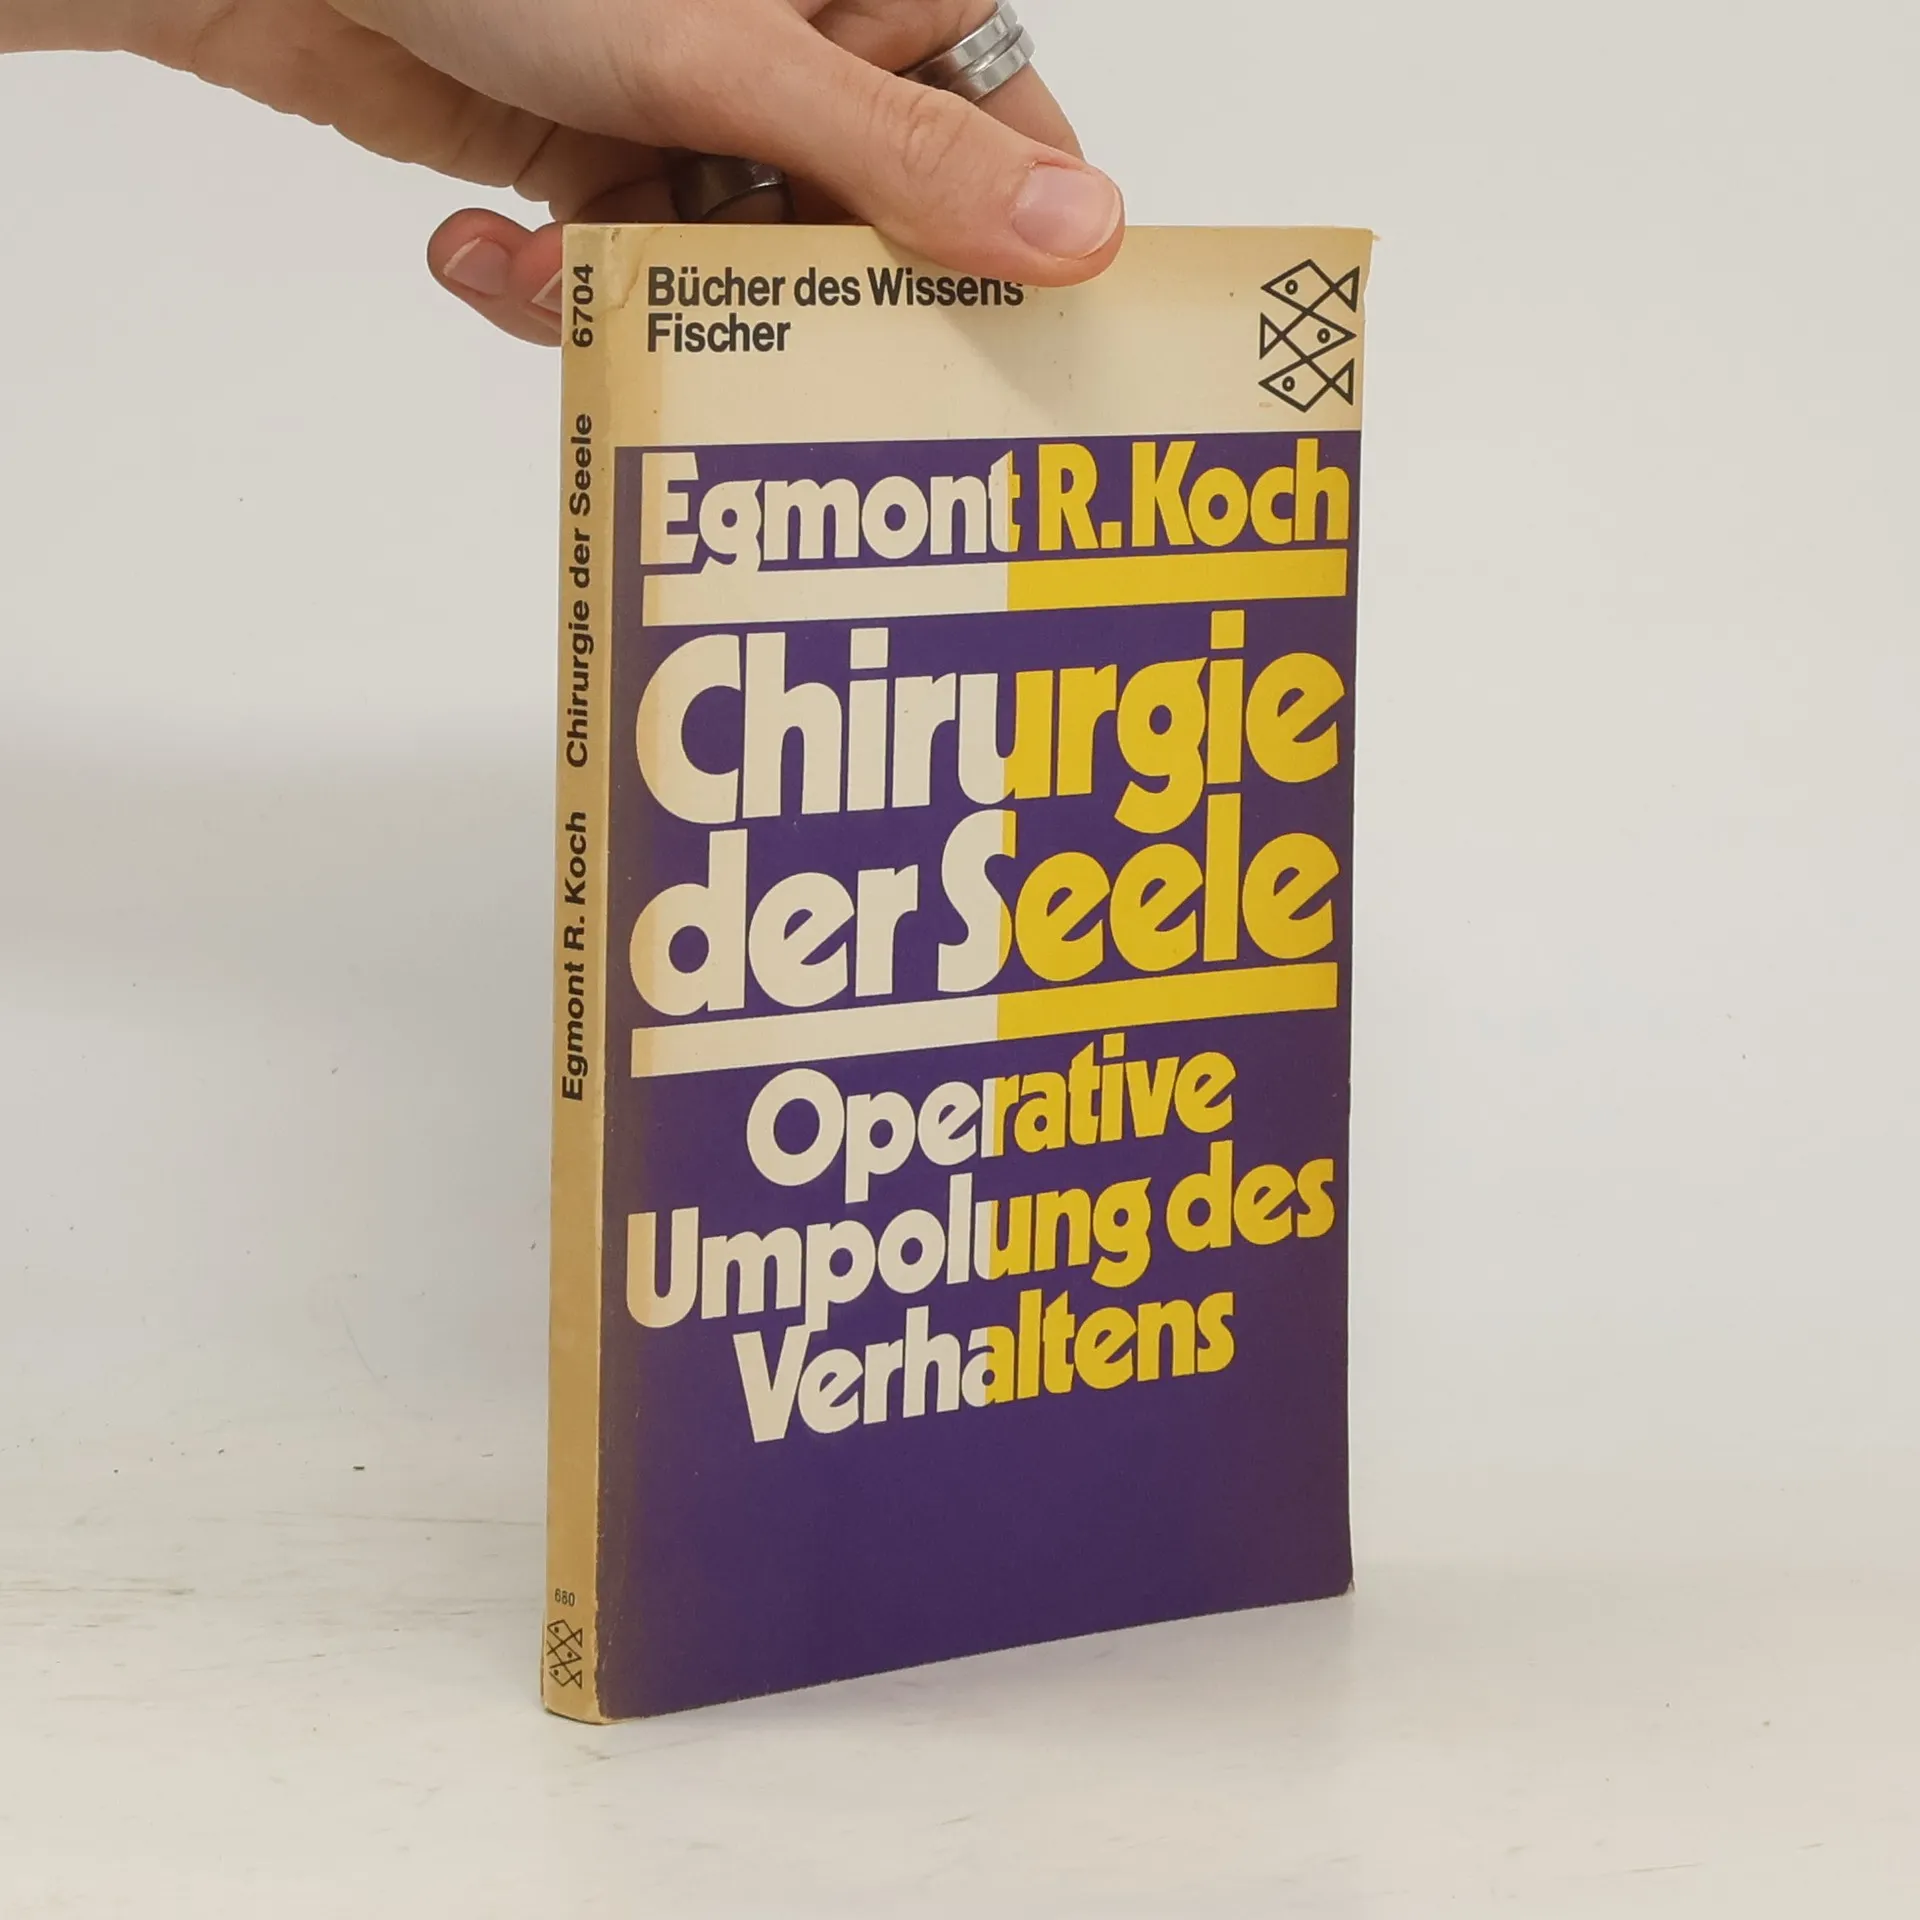 Bücher des Wissens
Fischer
Egmont R. Koch
Chirurgie
der Seele
Operative
Umpolung des
Verhaltens
Egmont R. Koch Chirurgie der Seele 6704
680